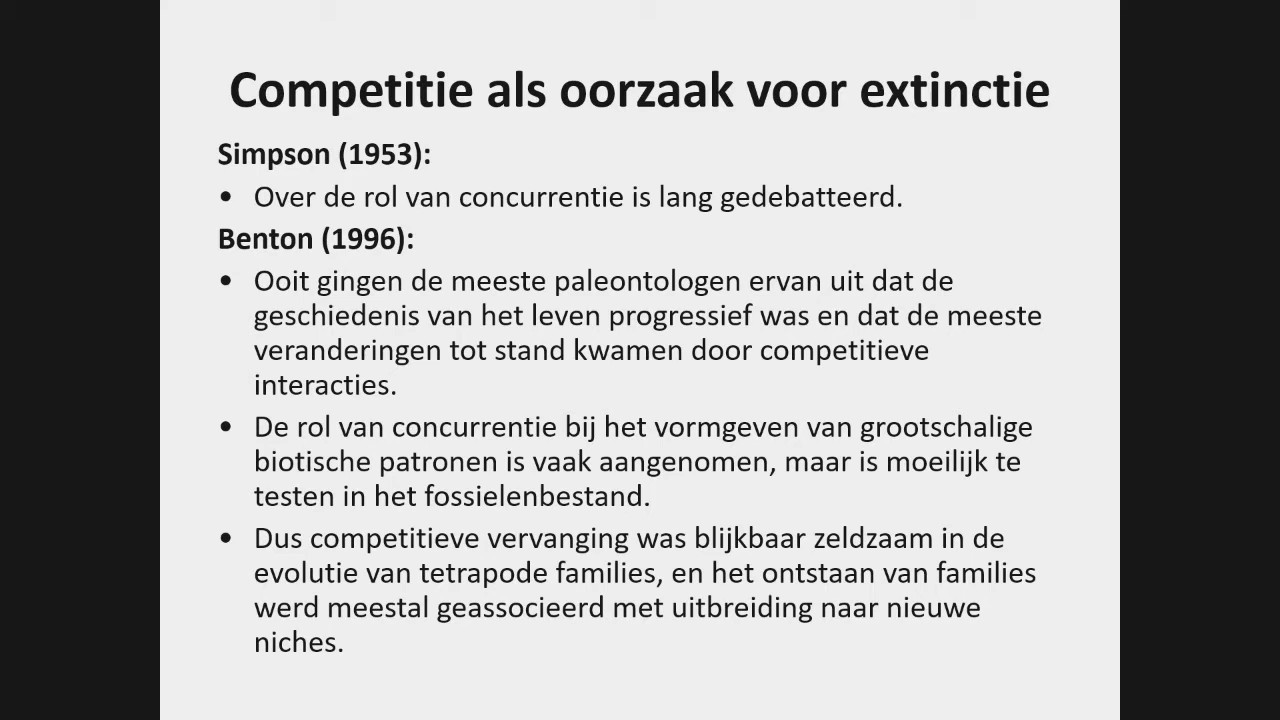 Competitie als oorzaak voor extinctie
Simpson (1953):
• Over de rol van concurrentie is lang gedebatteerd.
Benton (1996):
• Ooit gingen de meeste paleontologen ervan uit dat de
geschiedenis van het leven progressief was en dat de meeste
veranderingen tot stand kwamen door competitieve
interacties.
• De rol van concurrentie bij het vormgeven van grootschalige
biotische patronen is vaak aangenomen, maar is moeilijk te
testen in het fossielenbestand.
• Dus competitieve vervanging was blijkbaar zeldzaam in de
evolutie van tetrapode families, en het ontstaan van families
werd meestal geassocieerd met uitbreiding naar nieuwe
niches.